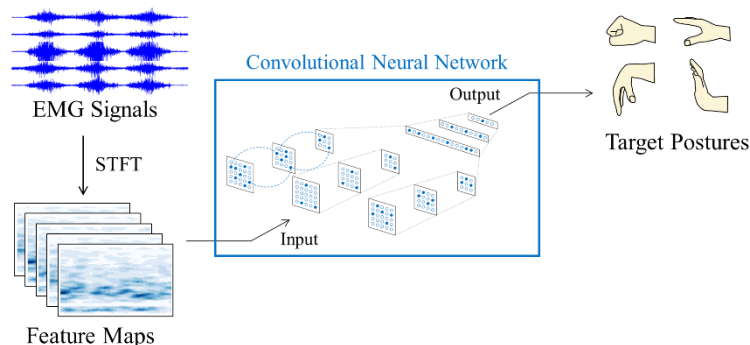 EMG Signals
STFT
Feature Maps
Convolutional Neural Network
Input
Output
Target Postures